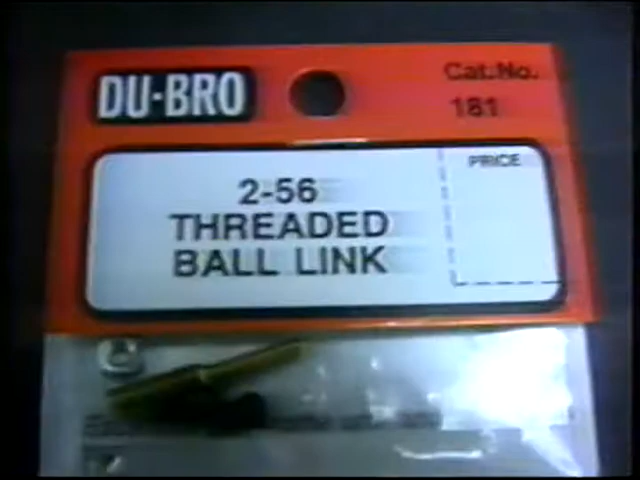 DU-BRO
Cat.No.
181
2-56
THREADED
BALL LINK
PRICE